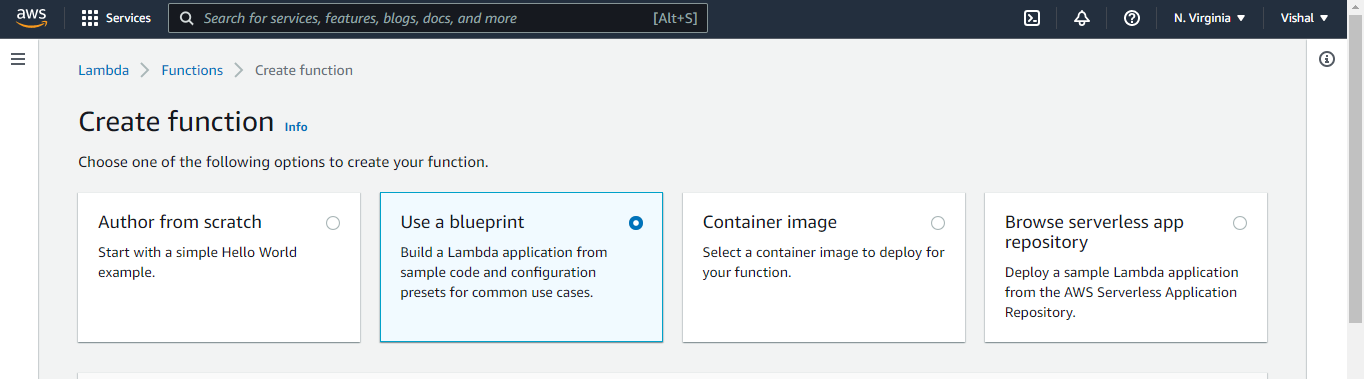 aws Services Search for services, features, blogs, docs, and more [Alt+S] N. Virginia Vishal
Lambda Functions Create function
Create function Info
Choose one of the following options to create your function.
Author from scratch
Start with a simple Hello World
example.
Use a blueprint
Build a Lambda application from
sample code and configuration
presets for common use cases.
Container image
Select a container image to deploy for
your function.
Browse serverless app
repository
Deploy a sample Lambda application
from the AWS Serverless Application
Repository.